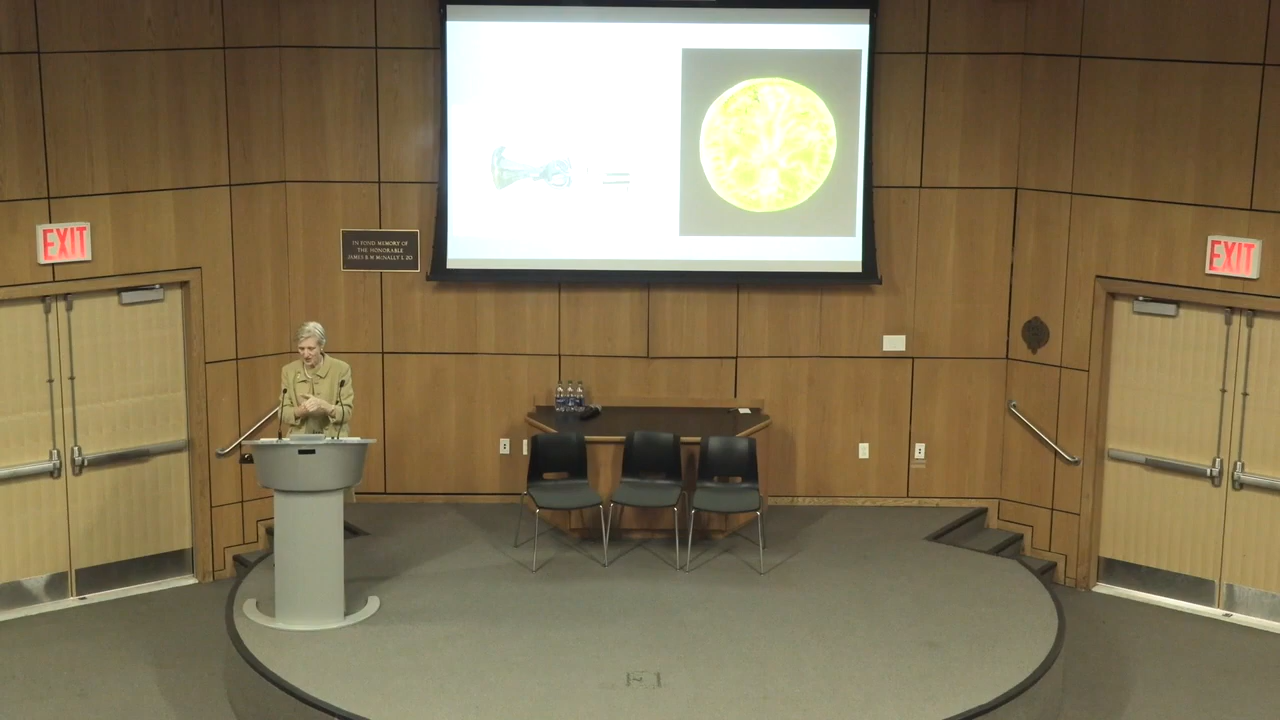 EXIT
IN FOND MEMORY OF
THE HONORABLE
EXIT